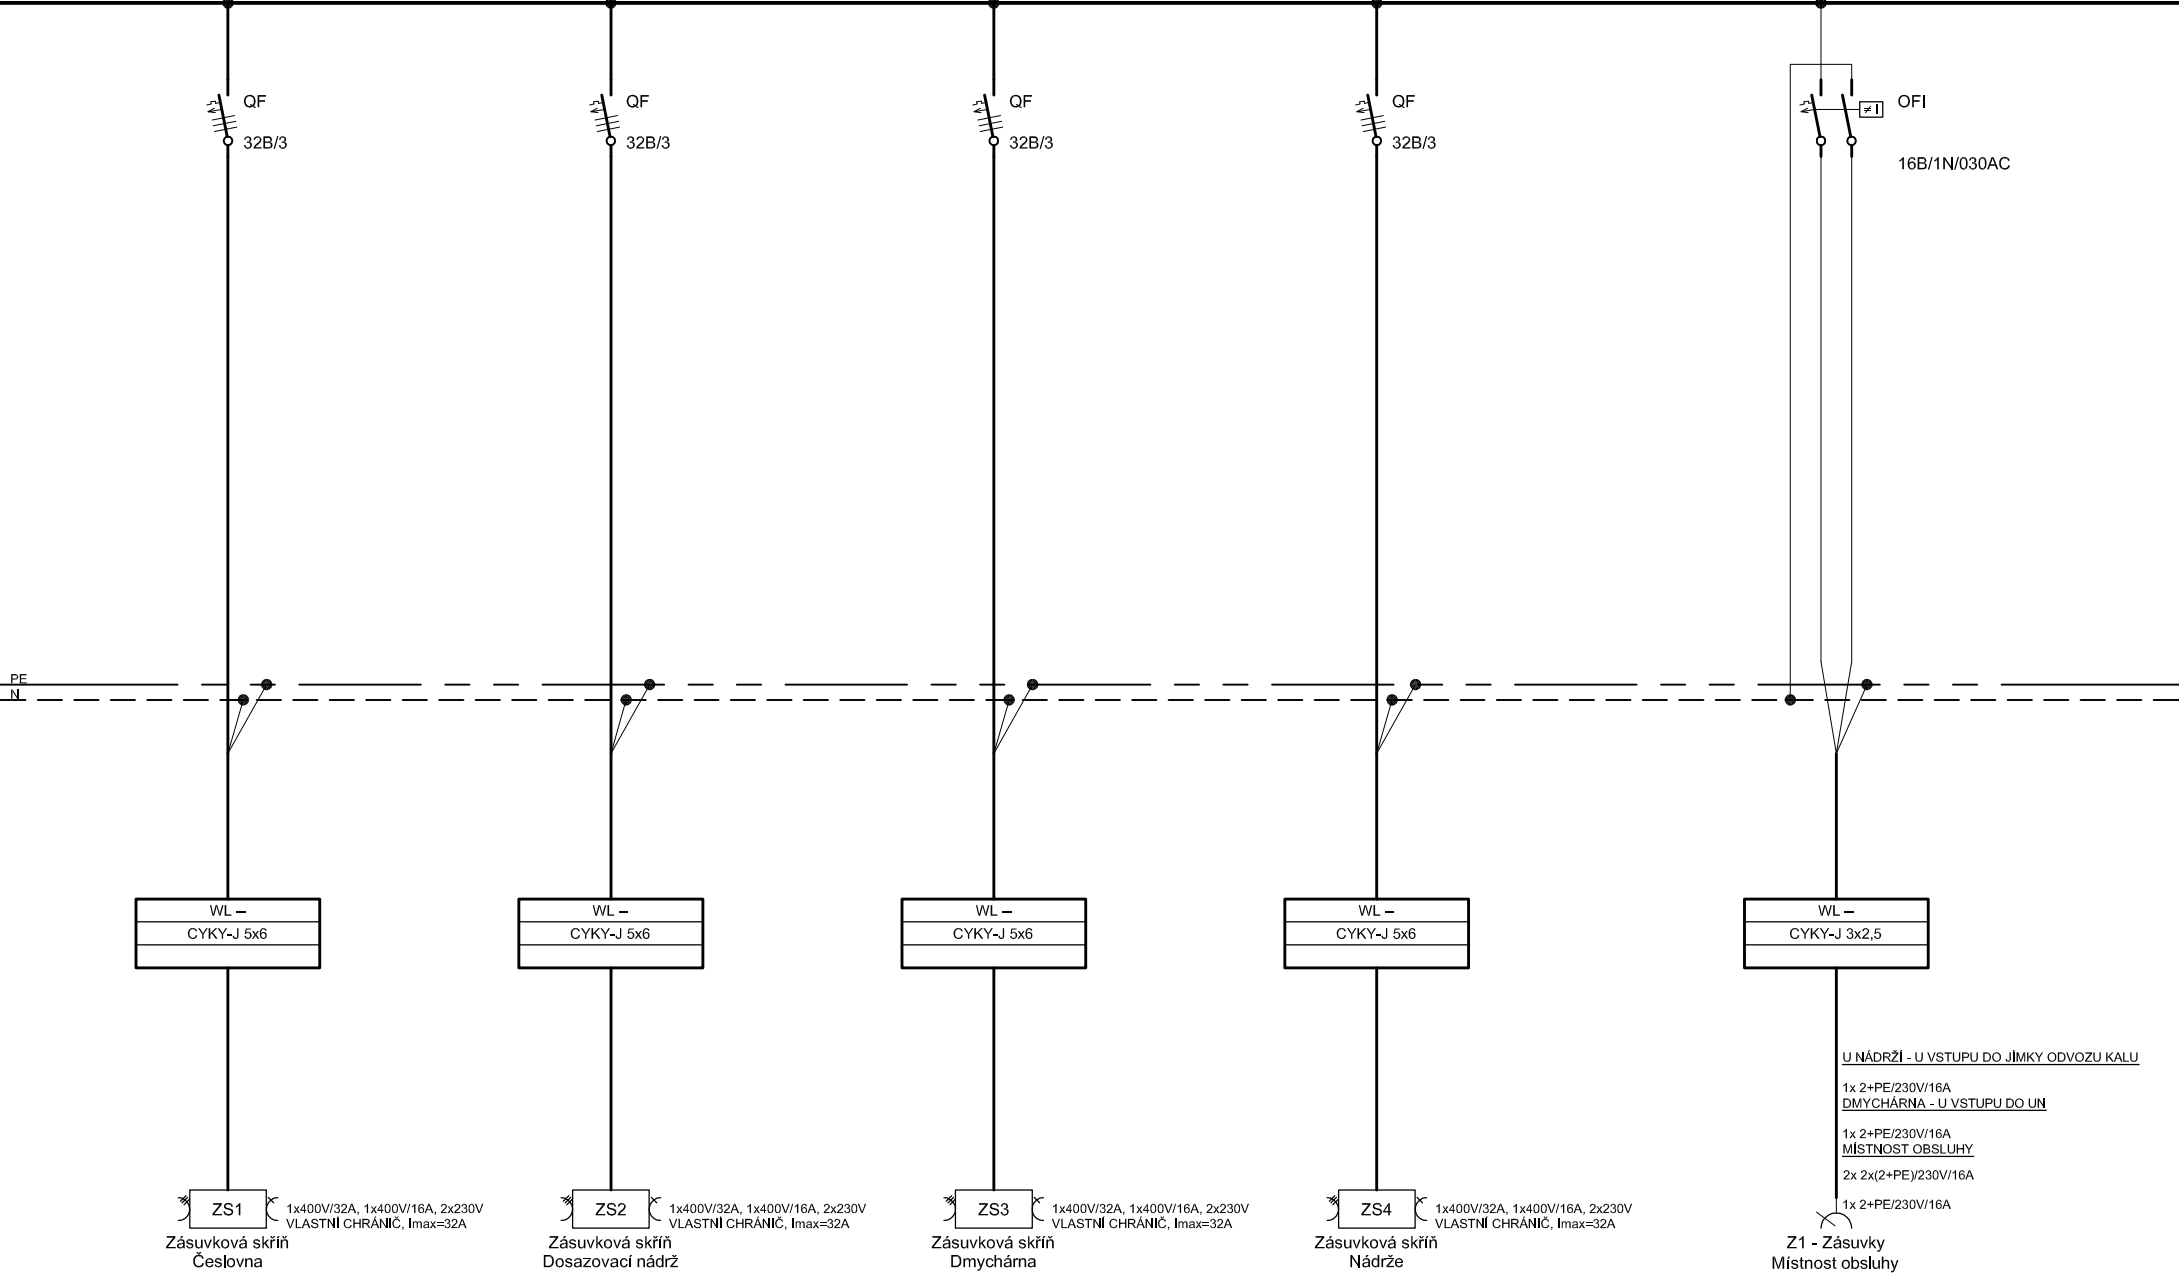 QF
32B/3
QF
32B/3
QF
32B/3
QF
32B/3
OFI
≠ I
16B/1N/030AC
PE
N
WL –
CYKY-J 5x6
WL –
CYKY-J 5x6
WL –
CYKY-J 5x6
WL –
CYKY-J 5x6
WL –
CYKY-J 3x2,5
U NÁDRŽÍ - U VSTUPU DO JÍMKY ODVOZU KALU
1x 2+PE/230V/16A
DMYCHÁRNA - U VSTUPU DO UN
1x 2+PE/230V/16A
MÍSTNOST OBSLUHY
2x 2x(2+PE)/230V/16A
1x 2+PE/230V/16A
ZS1
1x400V/32A, 1x400V/16A, 2x230V
VLASTNÍ CHRÁNIČ, Imax=32A
Zásuvková skříň
Česlovna
ZS2
1x400V/32A, 1x400V/16A, 2x230V
VLASTNÍ CHRÁNIČ, Imax=32A
Zásuvková skříň
Dosazovací nádrž
ZS3
1x400V/32A, 1x400V/16A, 2x230V
VLASTNÍ CHRÁNIČ, Imax=32A
Zásuvková skříň
Dmychárna
ZS4
1x400V/32A, 1x400V/16A, 2x230V
VLASTNÍ CHRÁNIČ, Imax=32A
Zásuvková skříň
Nádrže
Z1 - Zásuvky
Místnost obsluhy